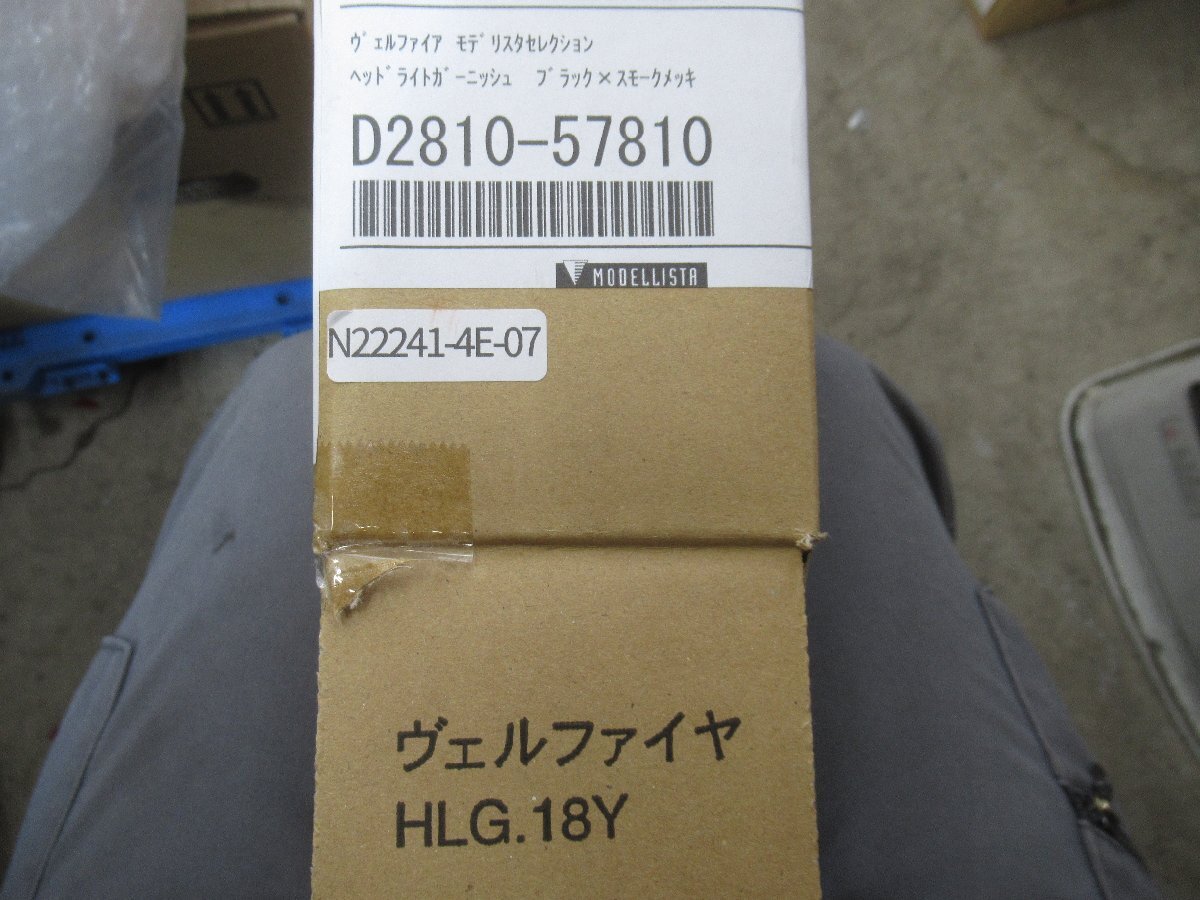 ヴェルファイア モデリスタセレクション
ヘッドライトガーニッシュ ブラック×スモークメッキ
D2810-57810
MODELLISTA
N22241-4E-07
ヴェルファイヤ
HLG.18Y